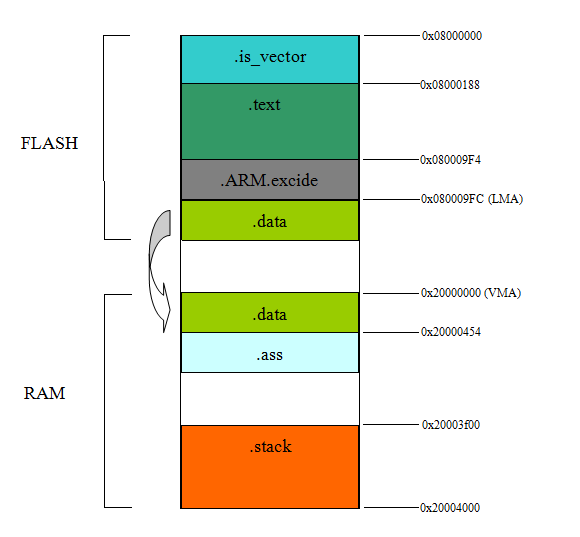 0x08000000
.is_vector
0x08000188
.text
FLASH
0x080009F4
.ARM.excide
0x080009FC (LMA)
.data
0x20000000 (VMA)
.data
0x20000454
.ass
RAM
0x20003f00
.stack
0x20004000